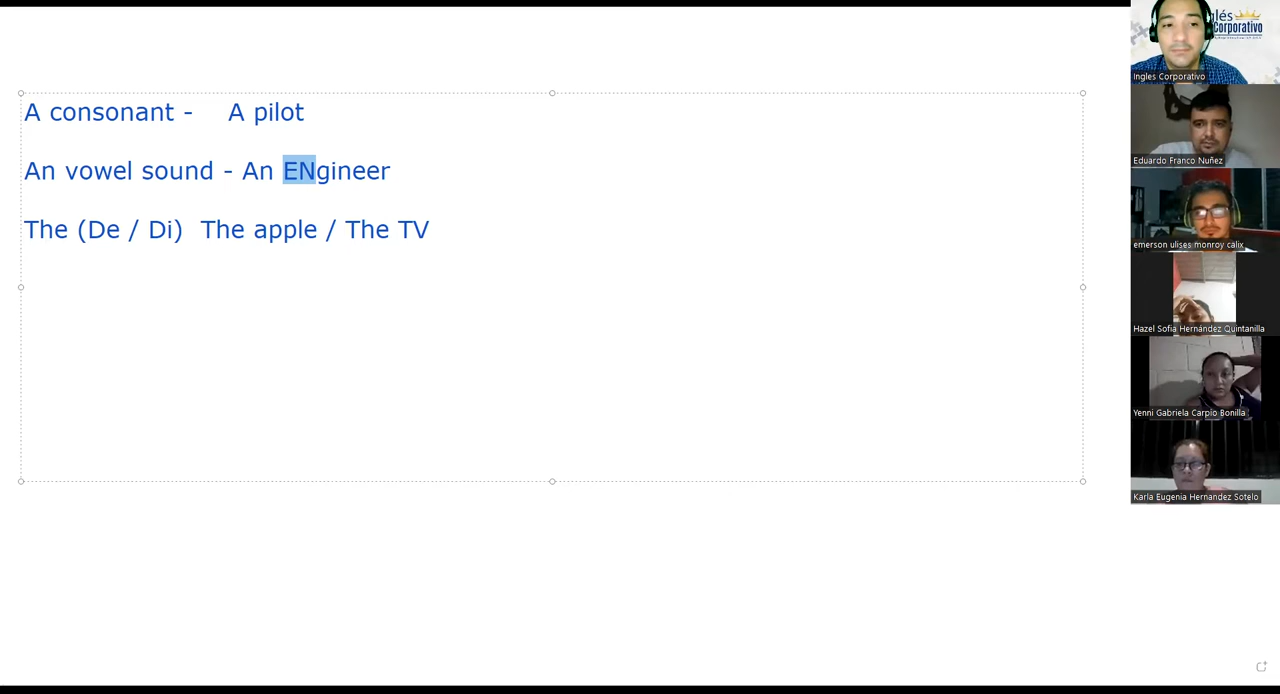 A consonant - A pilot
An vowel sound - An ENgineer
The (De / Di) The apple / The TV
glés
Corporativo
Ingles Corporativo
Eduardo Franco Nuñez
emerson ulises monroy calix
Hazel Sofia Hernández Quintanilla
Yenni Gabriela Carpio Bonilla
Karla Eugenia Hernandez Sotelo